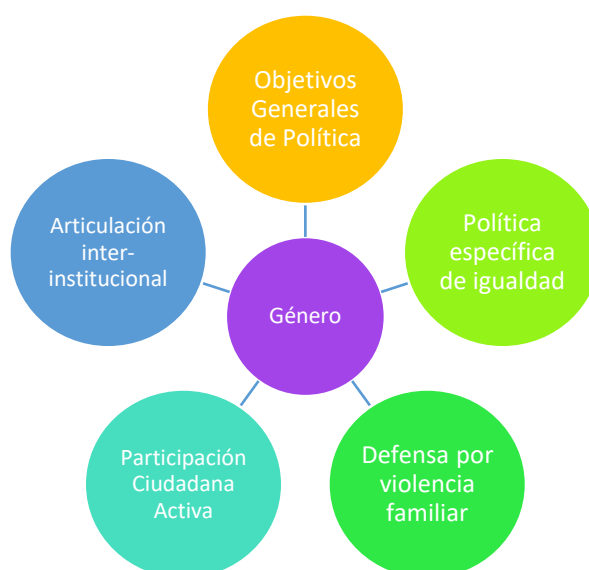 Objetivos
Generales
de Política
Política
específica
de igualdad
Defensa por
violencia
familiar
Participación
Ciudadana
Activa
Articulación
inter-
institucional
Género